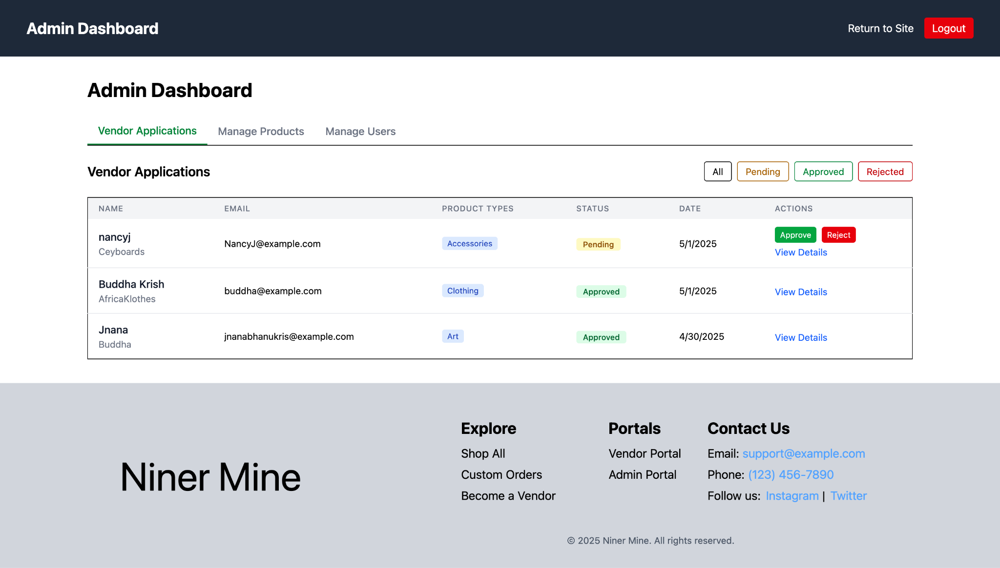 Admin Dashboard
Return to Site
Logout
Admin Dashboard
Vendor Applications
Manage Products
Manage Users
Vendor Applications
All
Pending
Approved
Rejected
NAME EMAIL PRODUCT TYPES STATUS DATE ACTIONS
nancyj
Ceyboards
NancyJ@example.com
Accessories
Pending
5/1/2025
Approve
Reject
View Details
Buddha Krish
AfricaKlothes
buddha@example.com
Clothing
Approved
5/1/2025
View Details
Jnana
Buddha
jnanabhanukris@example.com
Art
Approved
4/30/2025
View Details
Niner Mine
Explore
Shop All
Custom Orders
Become a Vendor
Portals
Vendor Portal
Admin Portal
Contact Us
Email: support@example.com
Phone: (123) 456-7890
Follow us: Instagram | Twitter
© 2025 Niner Mine. All rights reserved.